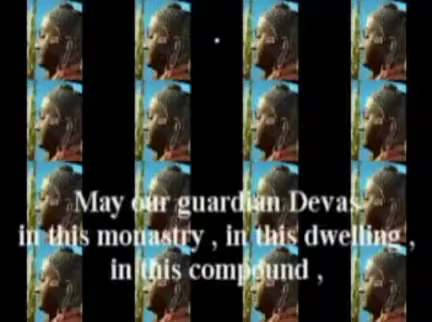 May our guardian Devas
in this monastry , in this dwelling ,
in this compound ,